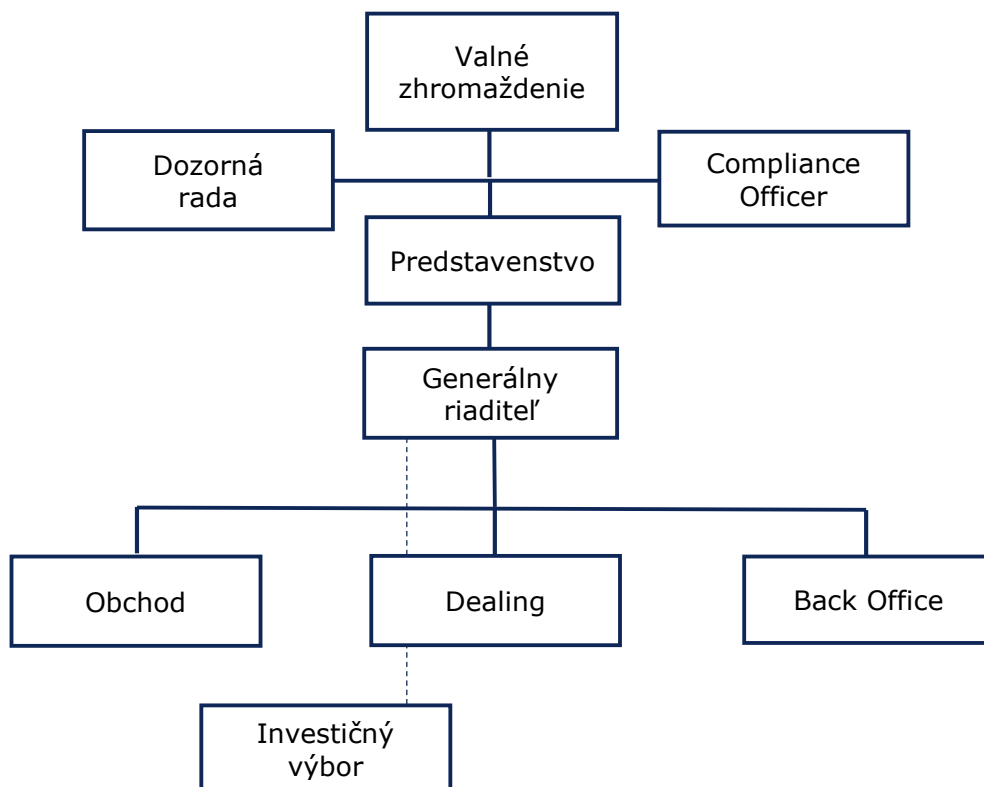 Valné
zhromaždenie
Dozorná
rada
Compliance
Officer
Predstavenstvo
Generálny
riaditeľ
Obchod
Dealing
Back Office
Investičný
výbor